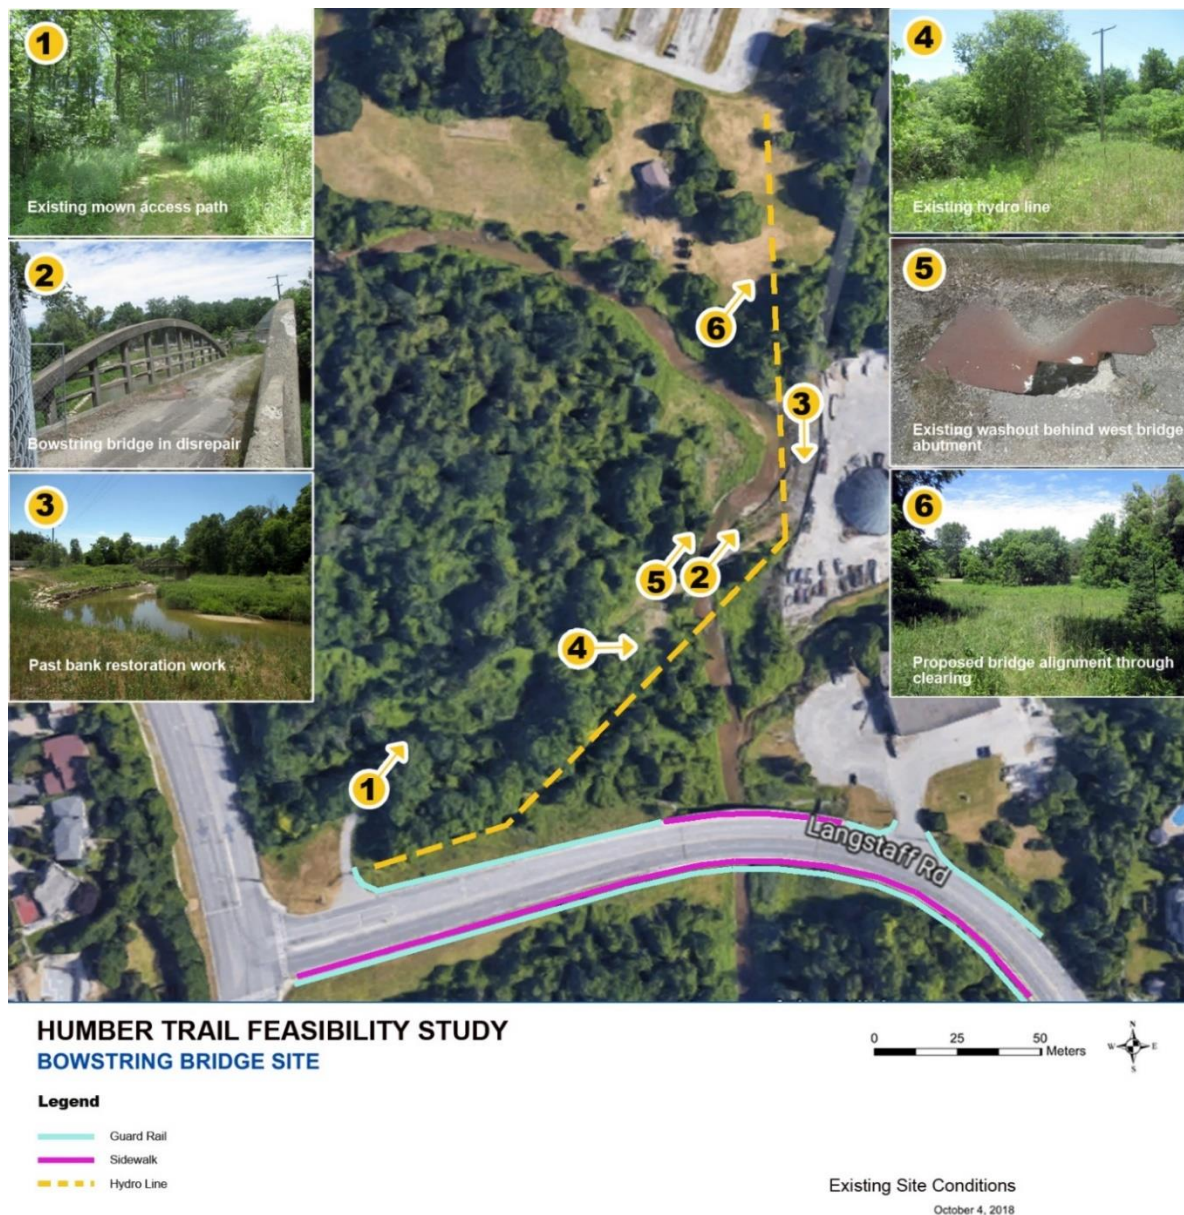 1
Existing mown access path
2
Bowstring bridge in disrepair
3
Past bank restoration work
4
Existing hydro line
5
Existing washout behind west bridge
abutment
6
Proposed bridge alignment through
clearing
6
3
5
2
4
1
Langstaff Rd
HUMBER TRAIL FEASIBILITY STUDY
BOWSTRING BRIDGE SITE
0 25 50
Meters
N
W E
S
Legend
Guard Rail
Sidewalk
Hydro Line
Existing Site Conditions
October 4, 2018